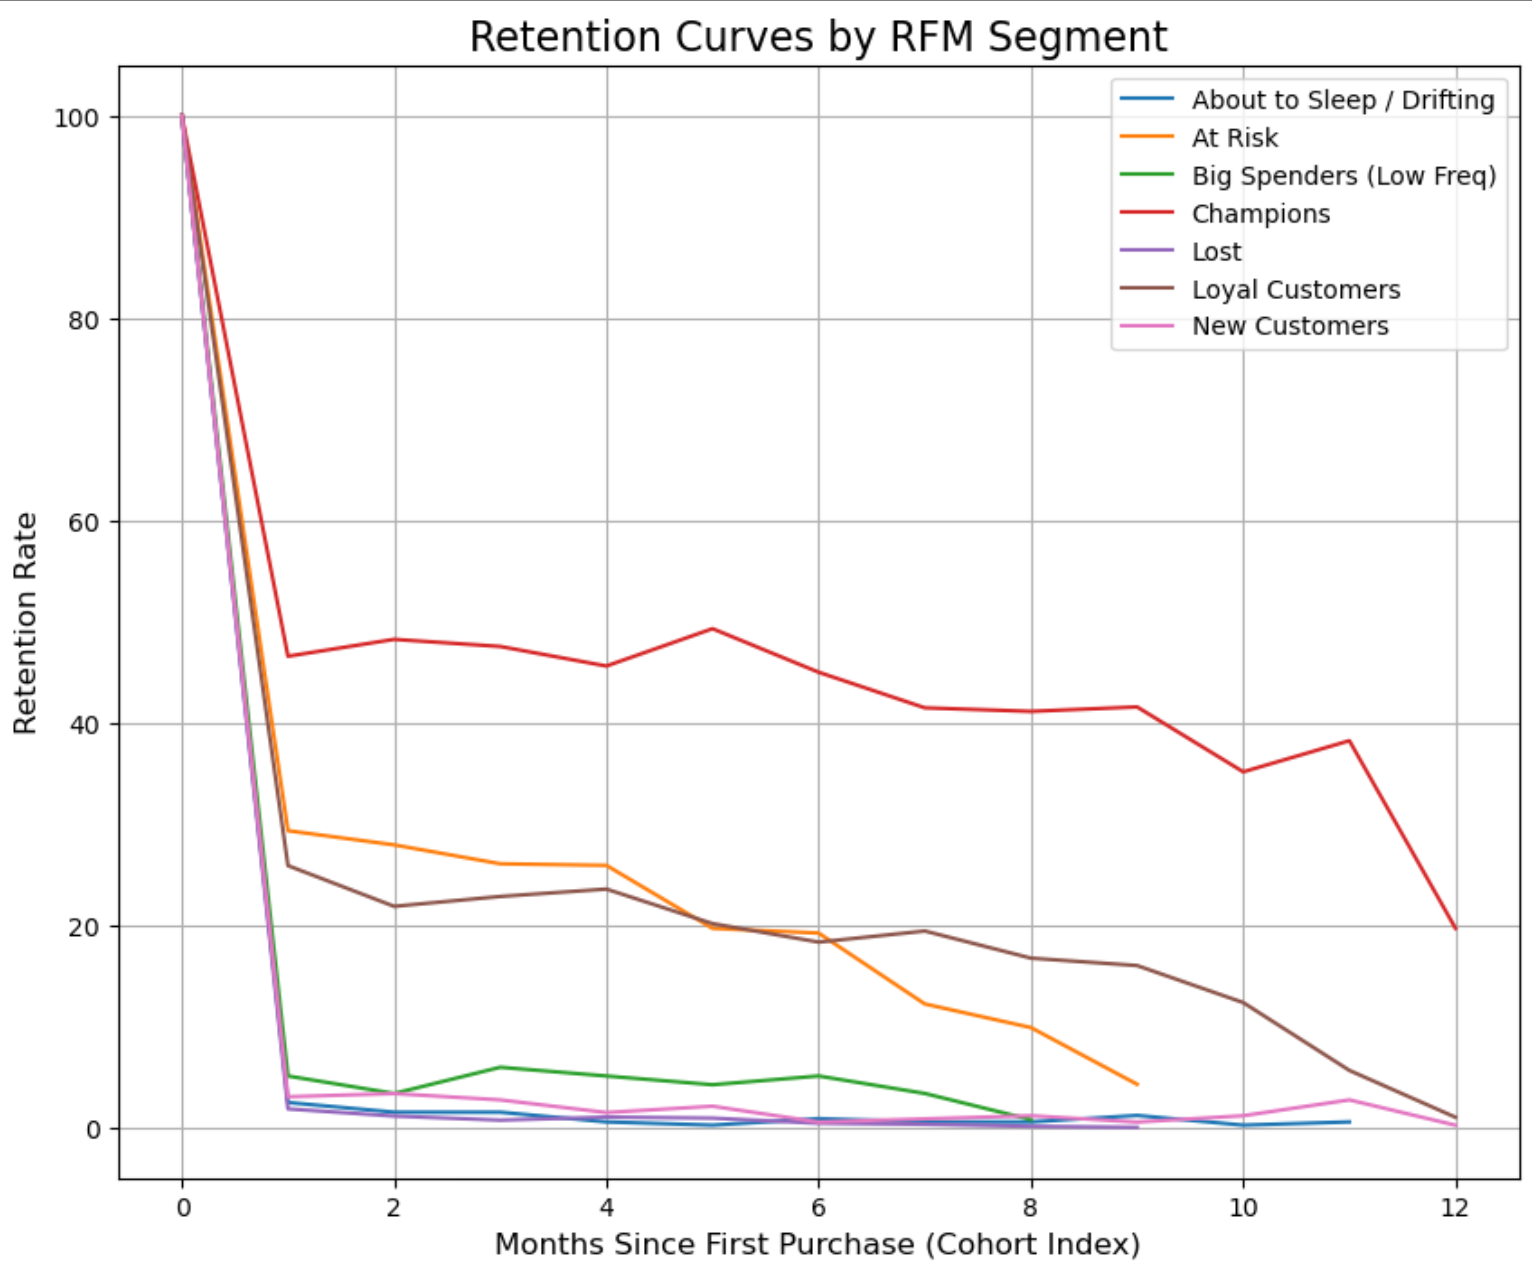 Retention Curves by RFM Segment
About to Sleep / Drifting
At Risk
Big Spenders (Low Freq)
Champions
Lost
Loyal Customers
New Customers
Retention Rate
100
80
60
40
20
0
0 2 4 6 8 10 12
Months Since First Purchase (Cohort Index)